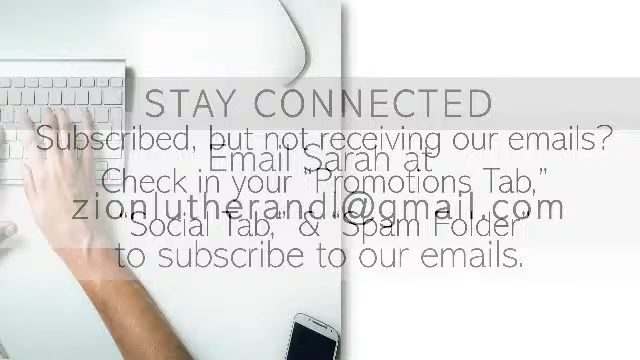 STAY CONNECTED
Subscribed, but not receiving our emails?
Email Sarah at
Check in your "Promotions Tab,"
zionlutherandl@gmail.com
"Social Tab," & "Spam Folder"
to subscribe to our emails.